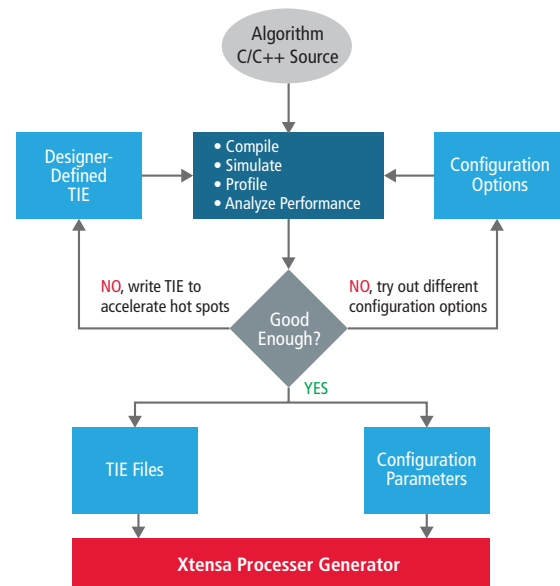 Algorithm
C/C++ Source
Designer-
Defined
TIE
• Compile
• Simulate
• Profile
• Analyze Performance
Configuration
Options
NO, write TIE to
accelerate hot spots
NO, try out different
configuration options
Good
Enough?
YES
TIE Files
Configuration
Parameters
Xtensa Processer Generator